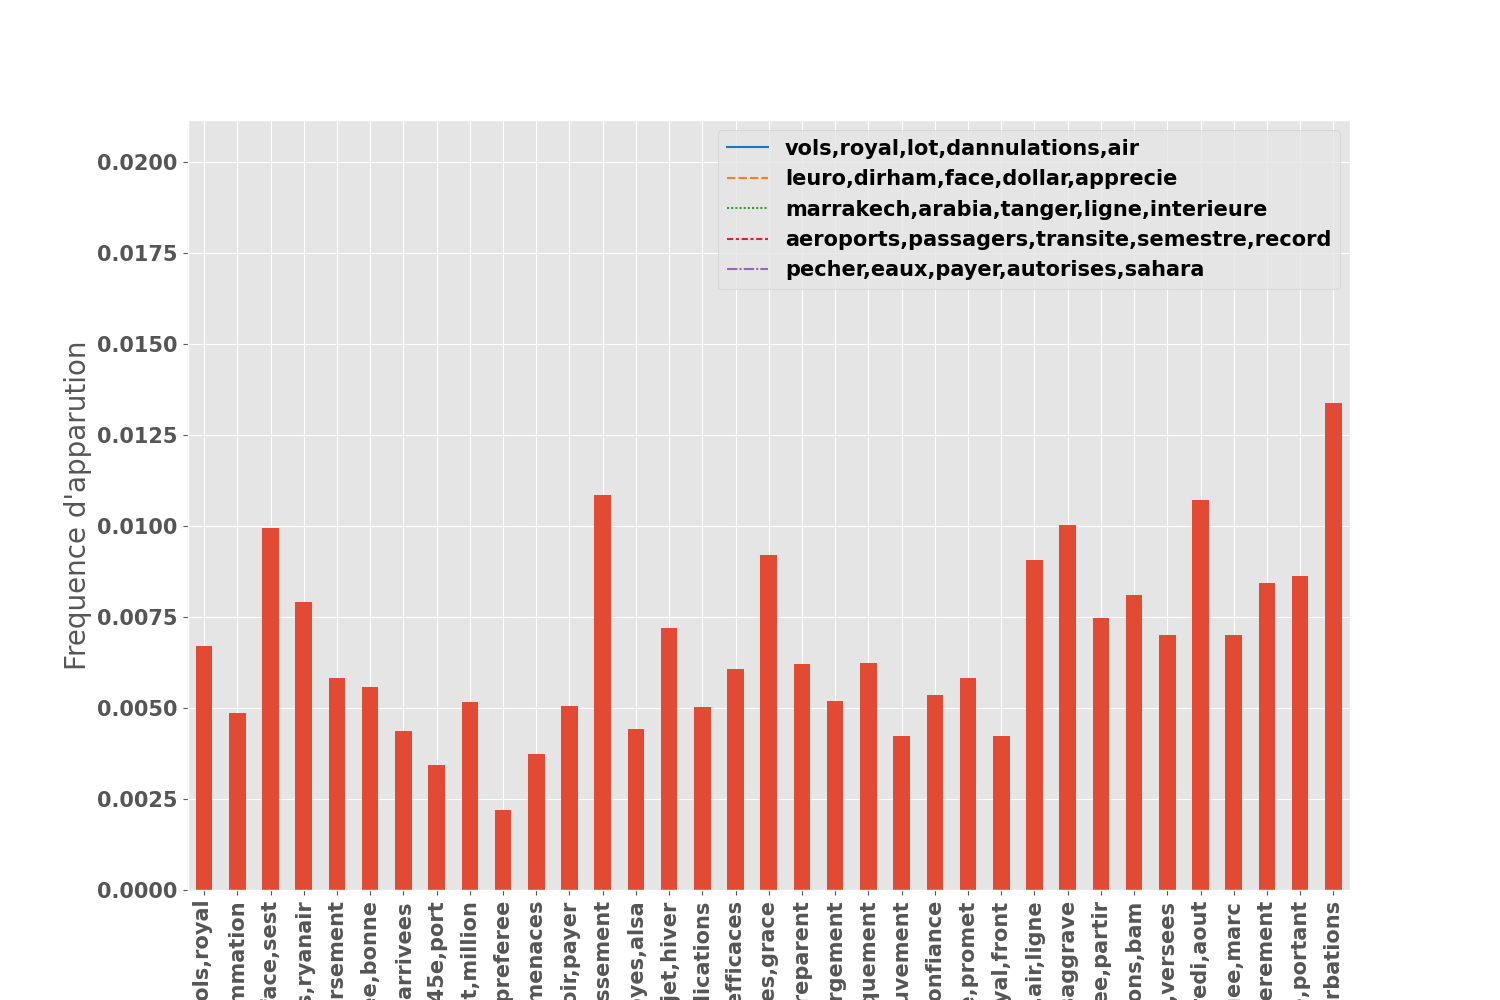 vols,royal,lot,dannulations,air
leuro,dirham,face,dollar,apprecie
marrakech,arabia,tanger,ligne,interieure
aeroports,passagers,transite,semestre,record
pecher,eaux,payer,autorises,sahara
Frequence d'apparution
0.0200
0.0175
0.0150
0.0125
0.0100
0.0075
0.0050
0.0025
0.0000
ols,royal
mmation
ace,sest
s,ryanair
rsement
ee,bonne
arrivees
45e,port
t,million
preferee
menaces
oir,payer
ssement
yes,alsa
jet,hiver
lications
efficaces
es,grace
reparent
rgement
quement
uvement
onfiance
e,promet
yal,front
,air,ligne
saggrave
ee,partir
ons,bam
,versees
redi,aout
ee,marc
erement
,portant
rbations